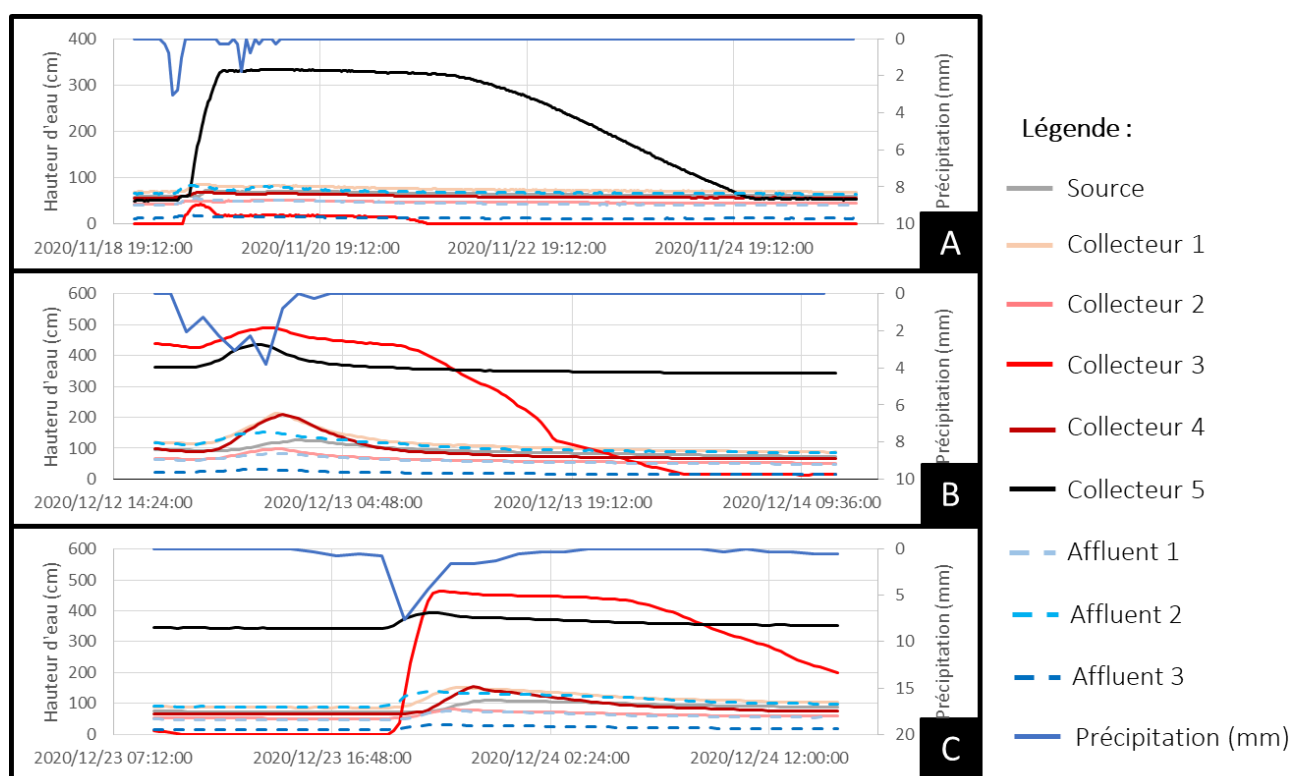 400
300
200
100
0
Hauteur d'eau (cm)
0
2
4
6
8
10
Précipitation (mm)
2020/11/18 19:12:00
2020/11/20 19:12:00
2020/11/22 19:12:00
2020/11/24 19:12:00
A
600
500
400
300
200
100
0
Hauteru d'eau (cm)
0
2
4
6
8
10
Précipitation (mm)
2020/12/12 14:24:00
2020/12/13 04:48:00
2020/12/13 19:12:00
2020/12/14 09:36:00
B
600
500
400
300
200
100
0
Hauteur d'eau (cm)
0
5
10
15
20
Précipitation (mm)
2020/12/23 07:12:00
2020/12/23 16:48:00
2020/12/24 02:24:00
2020/12/24 12:00:00
C
Légende :
Source
Collecteur 1
Collecteur 2
Collecteur 3
Collecteur 4
Collecteur 5
Affluent 1
Affluent 2
Affluent 3
Précipitation (mm)